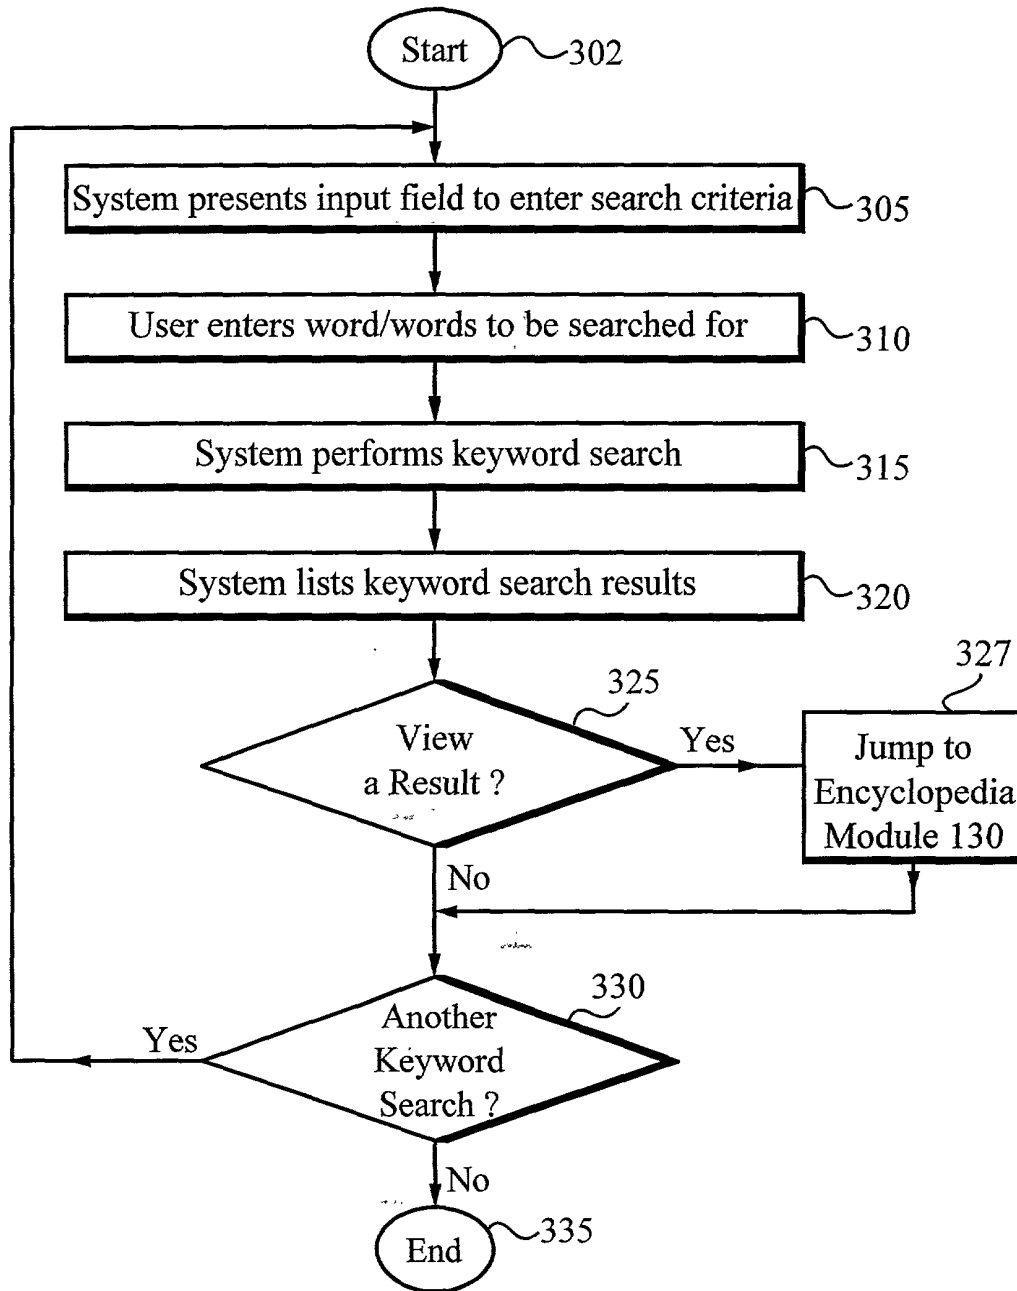 Start
302
System presents input field to enter search criteria
305
User enters word/words to be searched for
310
System performs keyword search
315
System lists keyword search results
320
327
325
View
a Result ?
Yes
Jump to
Encyclopedia
Module 130
No
330
Another
Keyword
Search ?
Yes
No
End
335